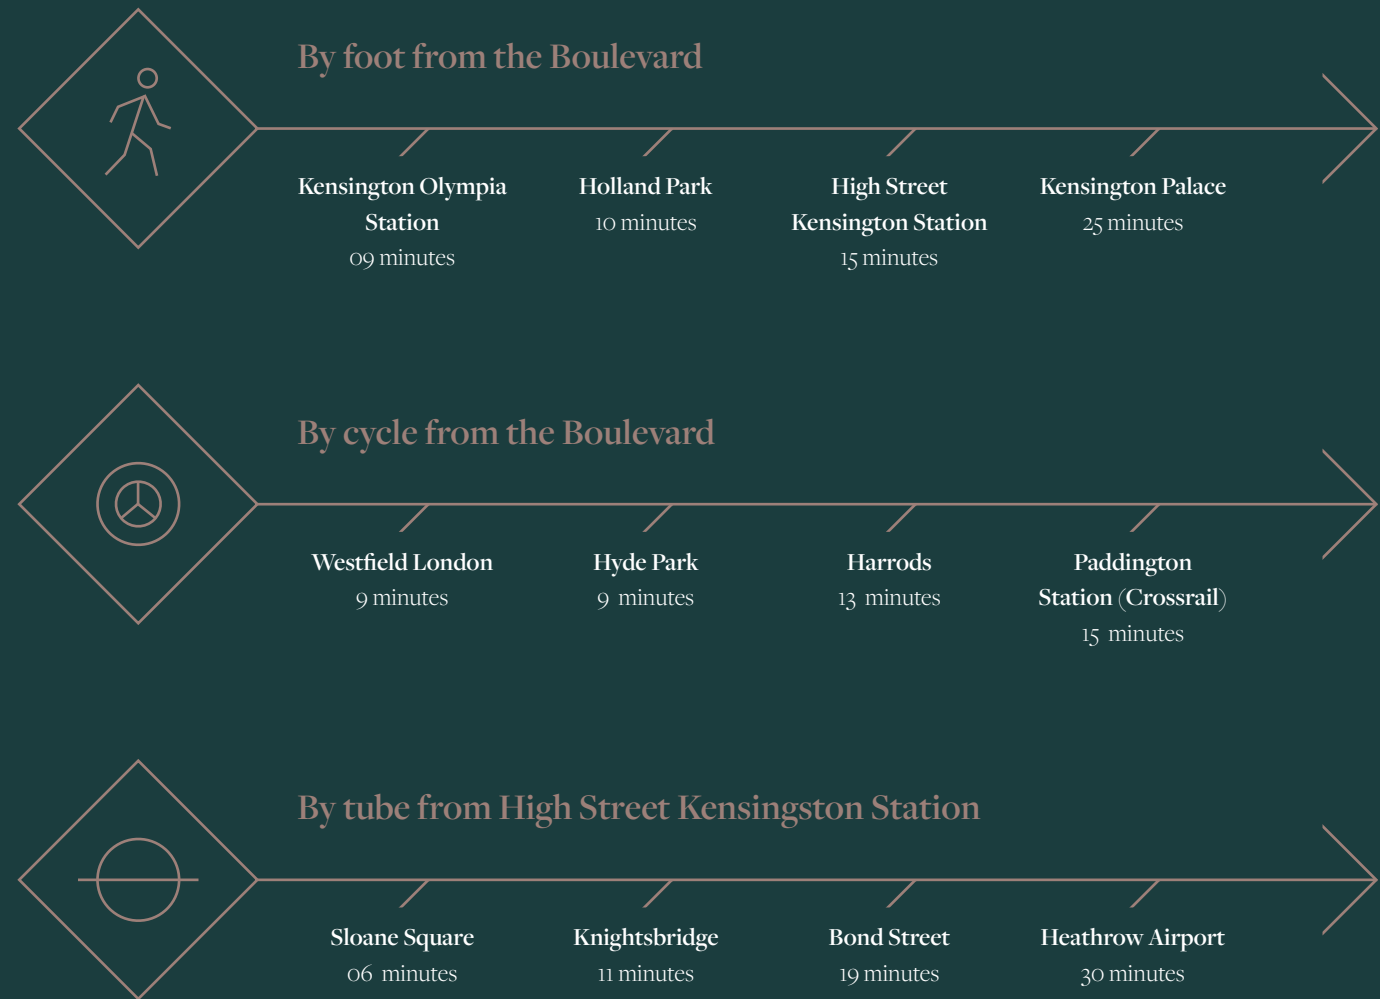 By foot from the Boulevard
Kensington Olympia
Station
09 minutes
Holland Park
10 minutes
High Street
Kensington Station
15 minutes
Kensington Palace
25 minutes
By cycle from the Boulevard
Westfield London
9 minutes
Hyde Park
9 minutes
Harrods
13 minutes
Paddington
Station (Crossrail)
15 minutes
By tube from High Street Kensingston Station
Sloane Square
06 minutes
Knightsbridge
11 minutes
Bond Street
19 minutes
Heathrow Airport
30 minutes